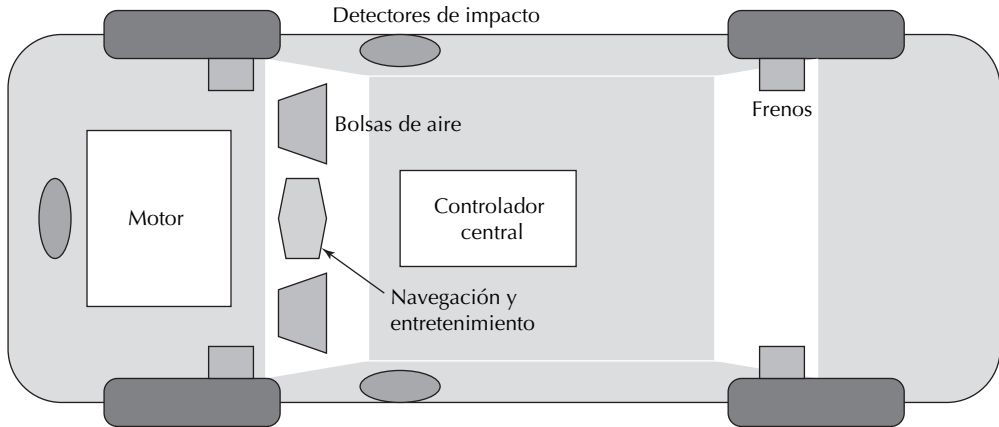 Detectores de impacto
Bolsas de aire
Frenos
Motor
Controlador
central
Navegación y
entretenimiento